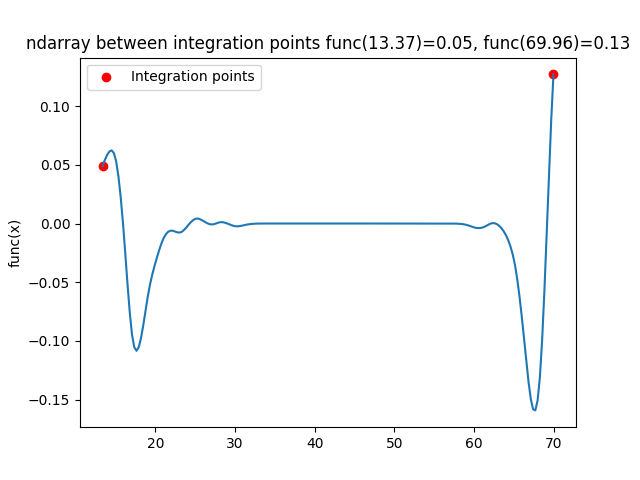 ndarray between integration points func(13.37)=0.05, func(69.96)=0.13
Integration points
0.10
0.05
0.00
−0.05
−0.10
−0.15
func(x)
20 30 40 50 60 70